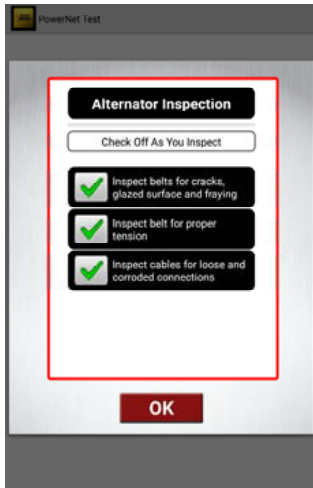 PowerNet Test
Alternator Inspection
Check Off As You Inspect
Inspect belts for cracks,
glazed surface and fraying
Inspect belt for proper
tension
Inspect cables for loose and
corroded connections
OK